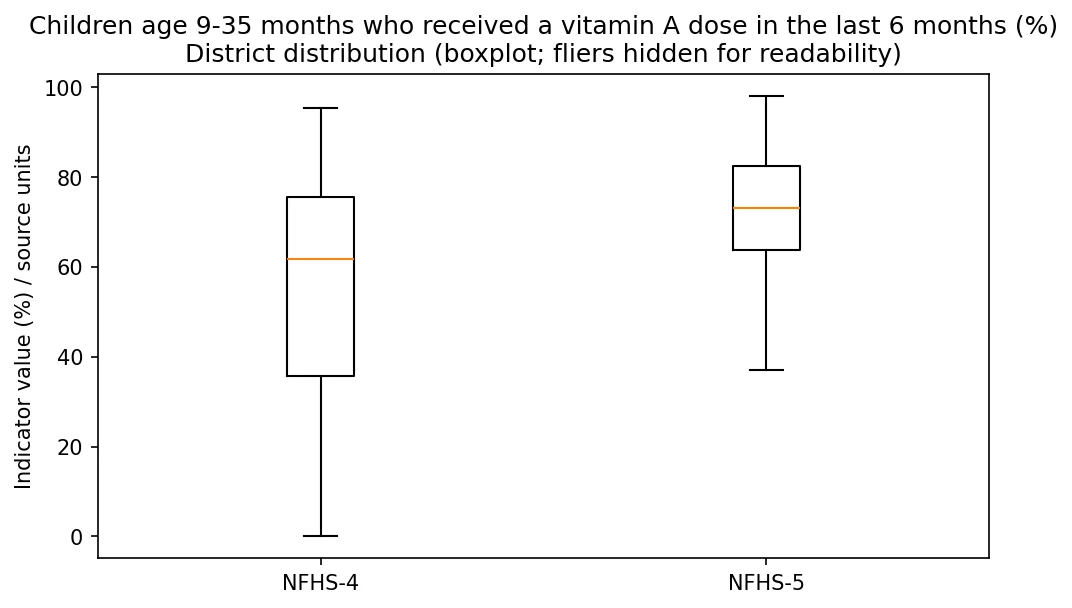 Children age 9-35 months who received a vitamin A dose in the last 6 months (%)
District distribution (boxplot; fliers hidden for readability)
Indicator value (%) / source units
100
80
60
40
20
0
NFHS-4
NFHS-5